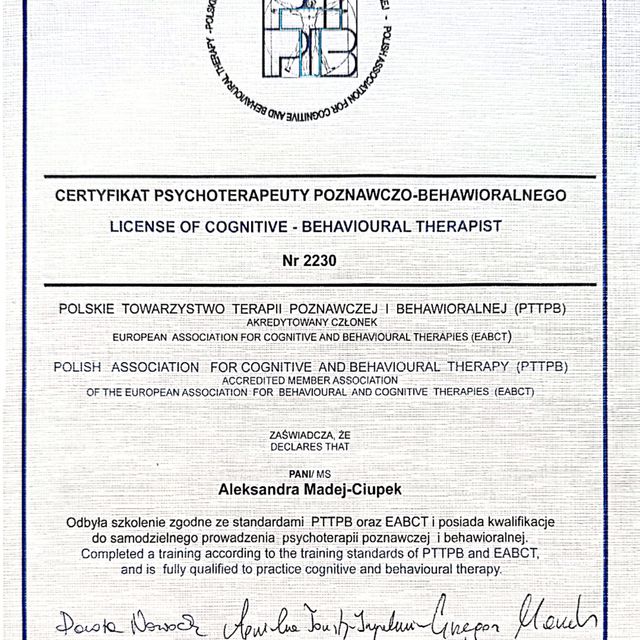 -POLSKIE
EJ - POLISH ASSOCIATION FOR COGNITIVE AND BEHAVIOURAL THERAPY
PTPB
CERTYFIKAT PSYCHOTERAPEUTY POZNAWCZO-BEHAWIORALNEGO
LICENSE OF COGNITIVE - BEHAVIOURAL THERAPIST
Nr 2230
POLSKIE TOWARZYSTWO TERAPII POZNAWCZEJ I BEHAWIORALNEJ (PTTPB)
AKREDYTOWANY CZŁONEK
EUROPEAN ASSOCIATION FOR COGNITIVE AND BEHAVIOURAL THERAPIES (EABCT)
POLISH ASSOCIATION FOR COGNITIVE AND BEHAVIOURAL THERAPY (PTTPB)
ACCREDITED MEMBER ASSOCIATION
OF THE EUROPEAN ASSOCIATION FOR BEHAVIOURAL AND COGNITIVE THERAPIES (EABCT)
ZAŚWIADCZA, ŻE
DECLARES THAT
PANI/ MS
Aleksandra Madej-Ciupek
Odbyła szkolenie zgodne ze standardami PTTPB oraz EABCT i posiada kwalifikacje
do samodzielnego prowadzenia psychoterapii poznawczej i behawioralnej.
Completed a training according to the training standards of PTTPB and EABCT,
and is fully qualified to practice cognitive and behavioural therapy.